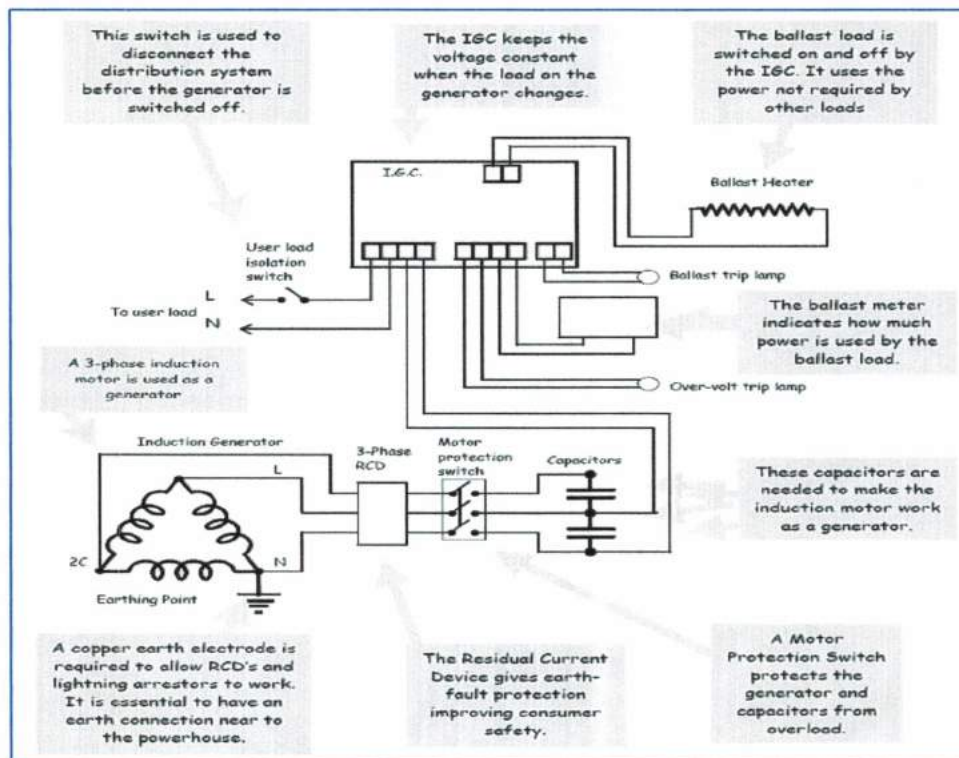 This switch is used to
disconnect the
distribution system
before the generator is
switched off.
The IGC keeps the
voltage constant
when the load on the
generator changes.
The ballast load is
switched on and off by
the IGC. It uses the
power not required by
other loads
I.G.C.
Ballast Heater
User load
isolation
switch
Ballast trip lamp
L
To user load
N
The ballast meter
indicates how much
power is used by the
ballast load.
A 3-phase induction
motor is used as a
generator
Over-volt trip lamp
Induction Generator
3-Phase
RCD
Motor
protection
switch
Capacitors
L
These capacitors are
needed to make the
induction motor work
as a generator.
2C
N
Earthing Point
A copper earth electrode is
required to allow RCD's and
lightning arrestors to work.
It is essential to have an
earth connection near to
the powerhouse.
The Residual Current
Device gives earth-
fault protection
improving consumer
safety.
A Motor
Protection Switch
protects the
generator and
capacitors from
overload.